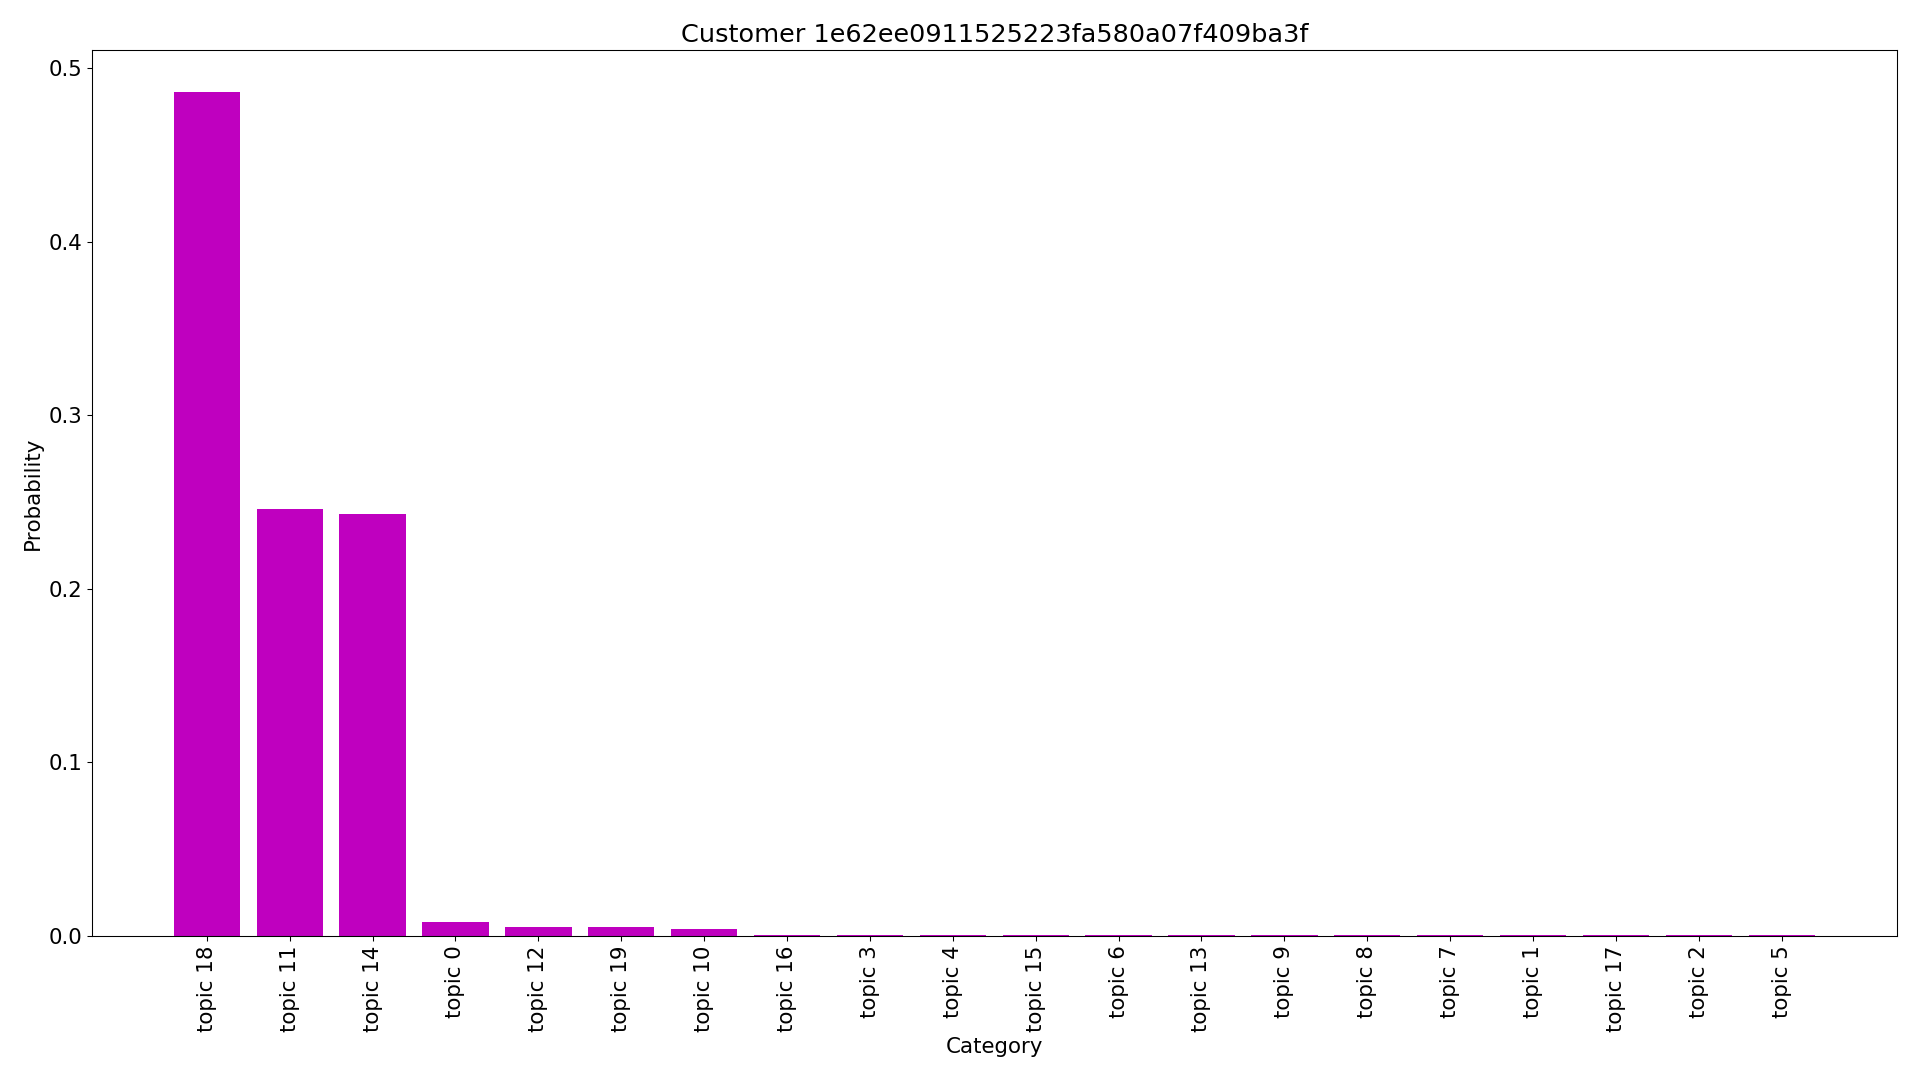 Customer 1e62ee0911525223fa580a07f409ba3f
Probability
0.5
0.4
0.3
0.2
0.1
0.0
topic 18
topic 11
topic 14
topic 0
topic 12
topic 19
topic 10
topic 16
topic 3
topic 4
topic 15
topic 6
topic 13
topic 9
topic 8
topic 7
topic 1
topic 17
topic 2
topic 5
Category